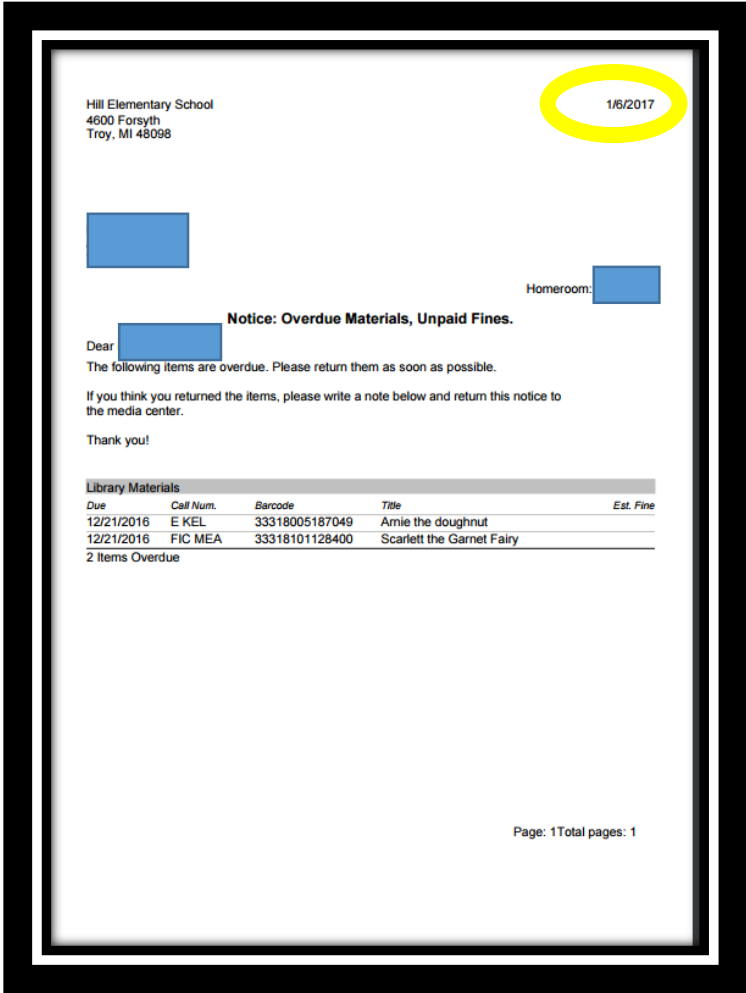 Hill Elementary School
1/6/2017
4600 Forsyth
Troy, MI 48098
Homeroom:
Notice: Overdue Materials, Unpaid Fines.
Dear
The following items are overdue. Please return them as soon as possible.
If you think you returned the items, please write a note below and return this notice to
the media center.
Thank you!
Library Materials
Due Call Num. Barcode Title Est. Fine
12/21/2016 E KEL 33318005187049 Arnie the doughnut
12/21/2016 FIC MEA 33318101128400 Scarlett the Garnet Fairy
2 Items Overdue
Page: 1Total pages: 1